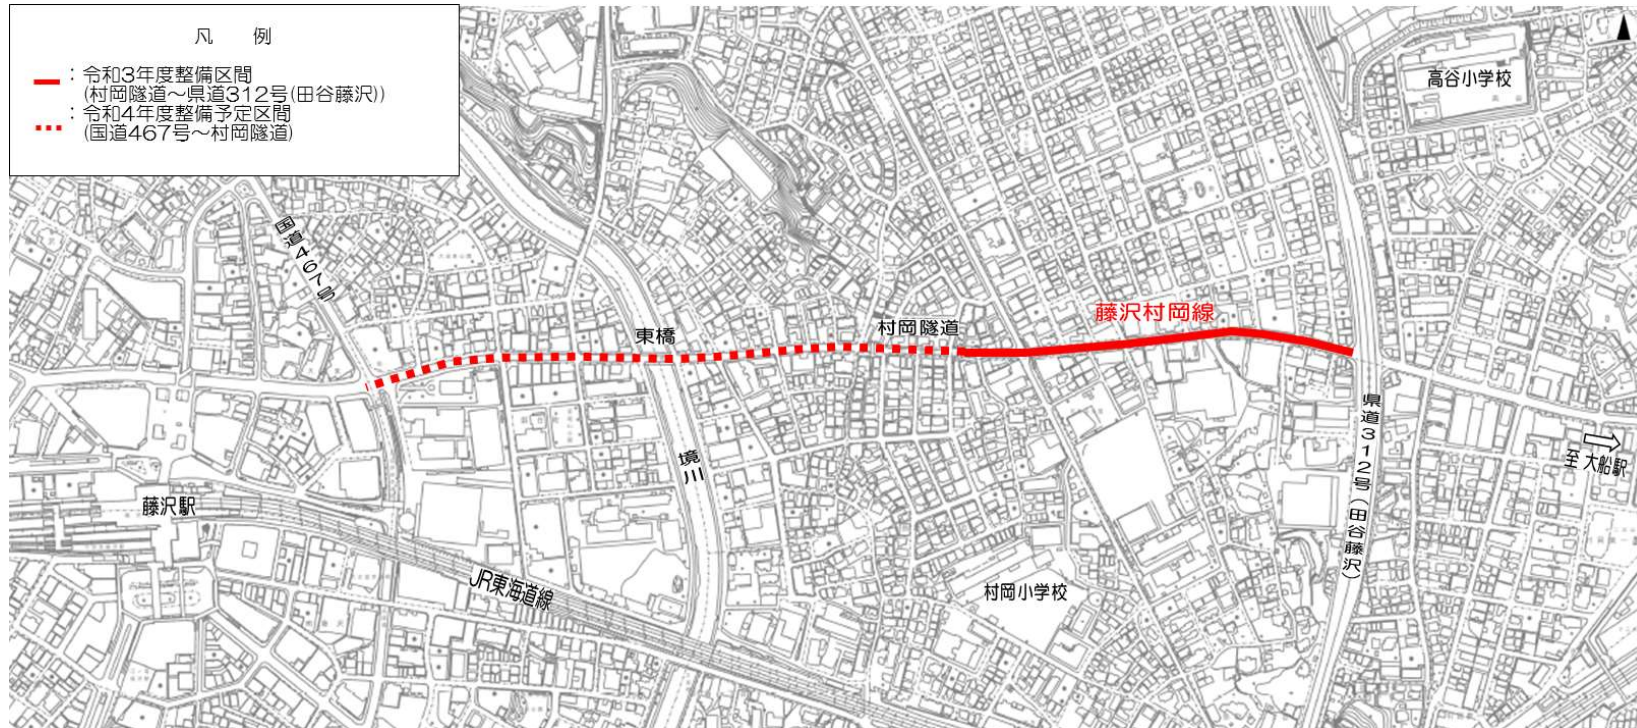 凡 例
: 令和3年度整備区間
(村岡隧道~県道312号(田谷藤沢))
: 令和4年度整備予定区間
(国道467号~村岡隧道)
高谷小学校
国道467号
藤沢村岡線
村岡隧道
東橋
県道312号(田谷藤沢)
至 大船駅
境川
藤沢駅
JR東海道線
村岡小学校